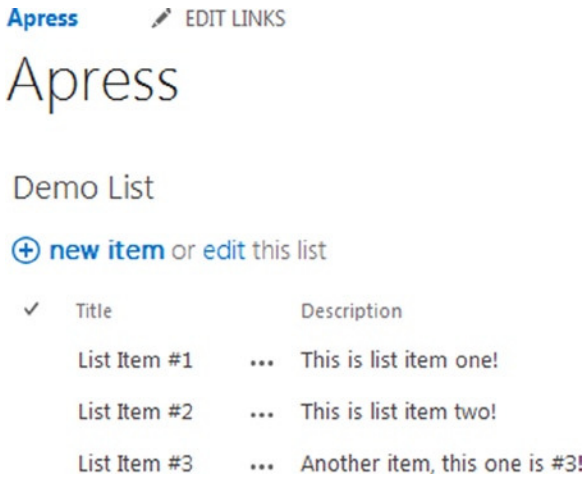 Apress EDIT LINKS
Apress
Demo List
new item or edit this list
Title Description
List Item #1 ... This is list item one!
List Item #2 ... This is list item two!
List Item #3 ... Another item, this one is #3!